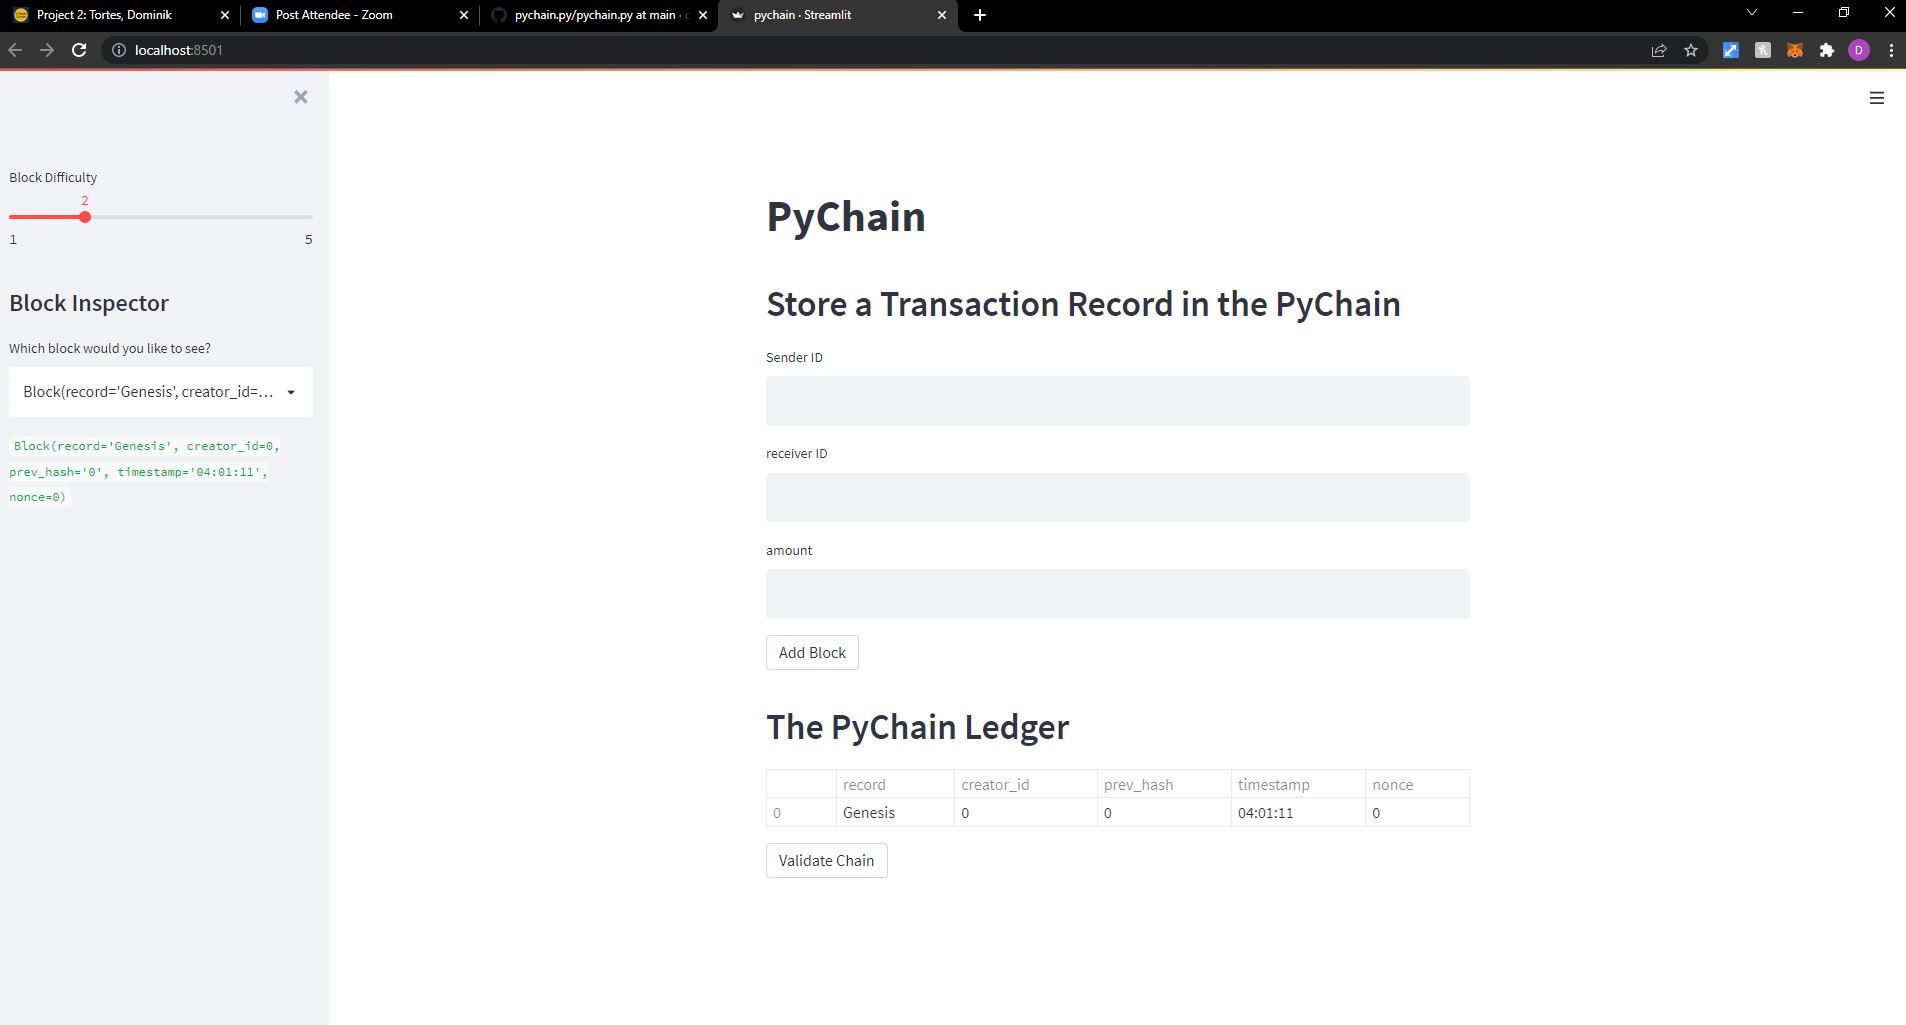 Project 2: Tortes, Dominik
Post Attendee - Zoom
pychain.py/pychain.py at main · c
pychain · Streamlit
localhost:8501
D
Block Difficulty
2
1 5
Block Inspector
Which block would you like to see?
Block(record='Genesis', creator_id=...
Block(record='Genesis', creator_id=0,
prev_hash='0', timestamp='04:01:11',
nonce=0)
PyChain
Store a Transaction Record in the PyChain
Sender ID
receiver ID
amount
Add Block
The PyChain Ledger
record creator_id prev_hash timestamp nonce
0 Genesis 0 0 04:01:11 0
Validate Chain